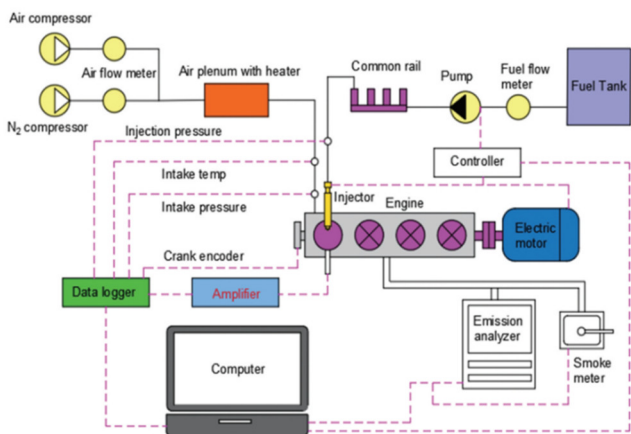 Air compressor
Air flow meter
N₂ compressor
Air plenum with heater
Common rail
Pump
Fuel flow
meter
Fuel Tank
Injection pressure
Intake temp
Intake pressure
Controller
Injector
Engine
Electric
motor
Crank encoder
Data logger
Amplifier
Computer
Emission
analyzer
Smoke
meter